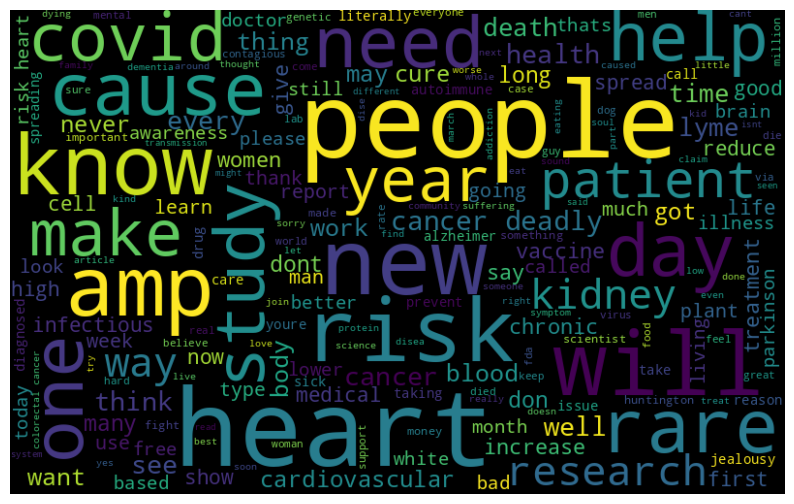 dying mental genetic literally everyone men cant
covid need help
family contagious around next come little million
doctor death thats
thing health
risk heart
dementia thought worse whole call
may cure long spread time good
cause
give still autoimmune
sure different case
spreading
people
never every
important awareness
please lab dise march addiction eating dog soul part kid isnt die
lyme brain
know
transmission women guy claim via
reduce
might
year patient
cell kind learn thank report going said seen
drug made rate community suffering
sound eat
got much illness life
make study
work cancer deadly
sorry let world find alzheimer something
new day
look article dont vaccine
man say called
high amp care
join youre better prevent someone right low done even
kidney treatment
diagnosed infectious real
symptom virus plant living parkinson
week believe love
body protein science disea chronic scientist food feel
fda
one way now lower risk will
colorectal cancer try
hard live type sick taking blood died keep take huntington great
today think medical cancer really doesn don issue reason
many fight read
use free best woman money month well rare
system yes soon support white increase treat
want see show heart
based cardiovascular bad research first jealousy